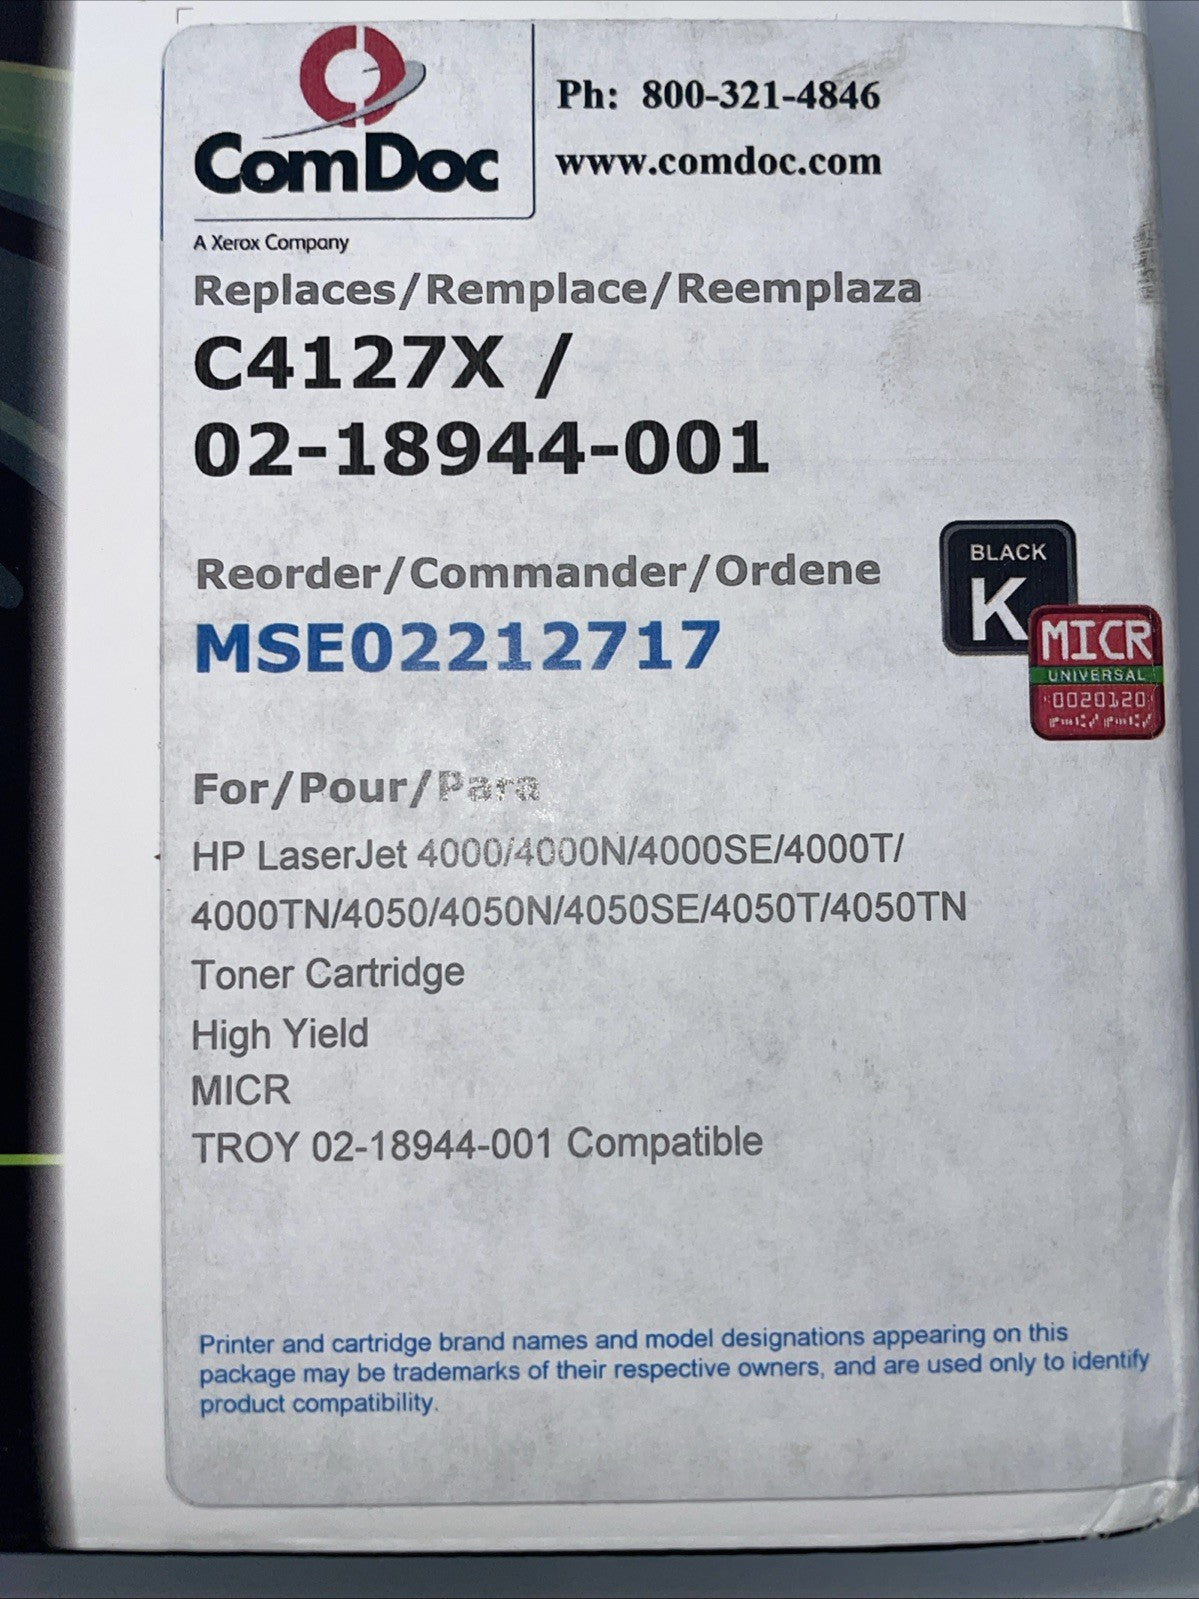 ComDoc
Ph: 800-321-4846
www.comdoc.com
A Xerox Company
Replaces/Remplace/Reemplaza
C4127X /
02-18944-001
Reorder/Commander/Ordene
MSE02212717
BLACK
K
MICR
UNIVERSAL
0020120
For/Pour/Para
HP LaserJet 4000/4000N/4000SE/4000T/
4000TN/4050/4050N/4050SE/4050T/4050TN
Toner Cartridge
High Yield
MICR
TROY 02-18944-001 Compatible
Printer and cartridge brand names and model designations appearing on this
package may be trademarks of their respective owners, and are used only to identify
product compatibility.